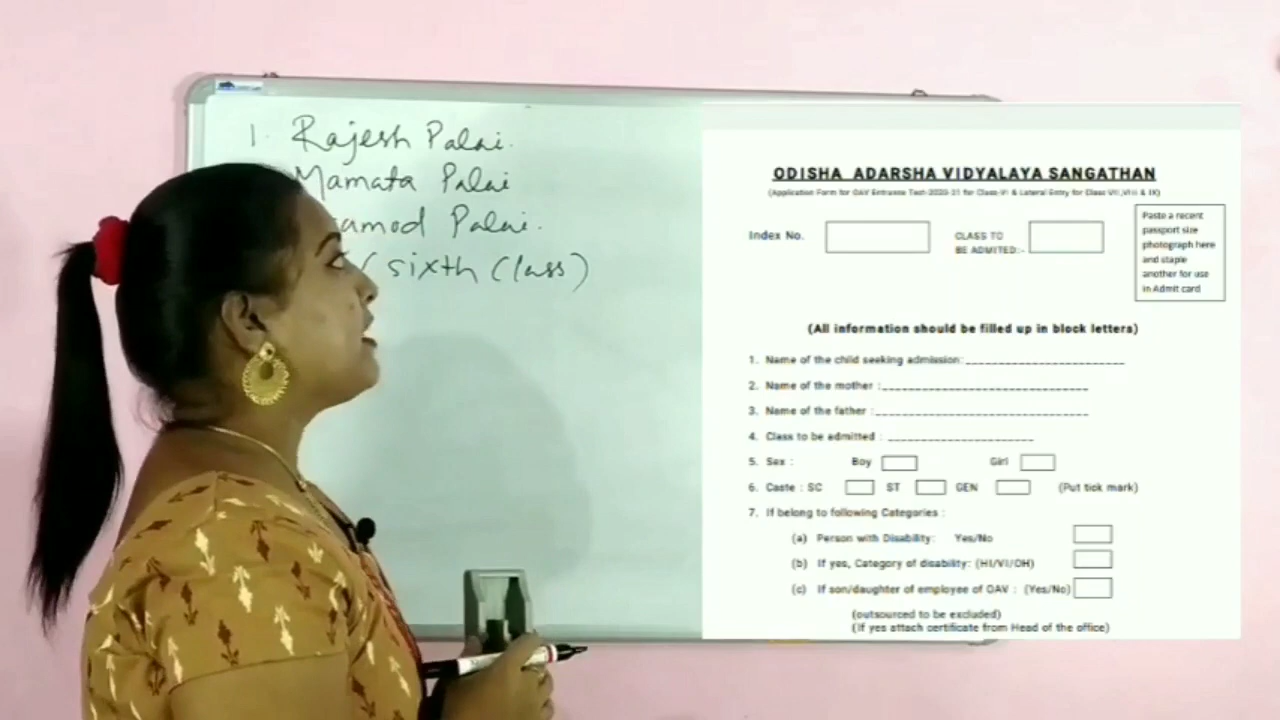 1. Rajesh Palai.
Mamata Palai
Palai.
( sixth Class)
ODISHA ADARSHA VIDYALAYA SANGATHAN
(Application Form for OAV Entrance Test-2020-21 for Class-VI & Lateral Entry for Class VII,VIII & IX)
Index No.
CLASS TO
BE ADMITED:-
Paste a recent
passport size
photograph here
and staple
another for use
in Admit card
(All information should be filled up in block letters)
1. Name of the child seeking admission:
2. Name of the mother :
3. Name of the father :
4. Class to be admitted :
5. Sex : Boy Girl
6. Caste : SC ST GEN (Put tick mark)
7. If belong to following Categories :
(a) Person with Disability: Yes/No
(b) If yes, Category of disability: (HI/VI/OH)
(c) If son/daughter of employee of OAV : (Yes/No)
(outsourced to be excluded)
(If yes attach certificate from Head of the office)